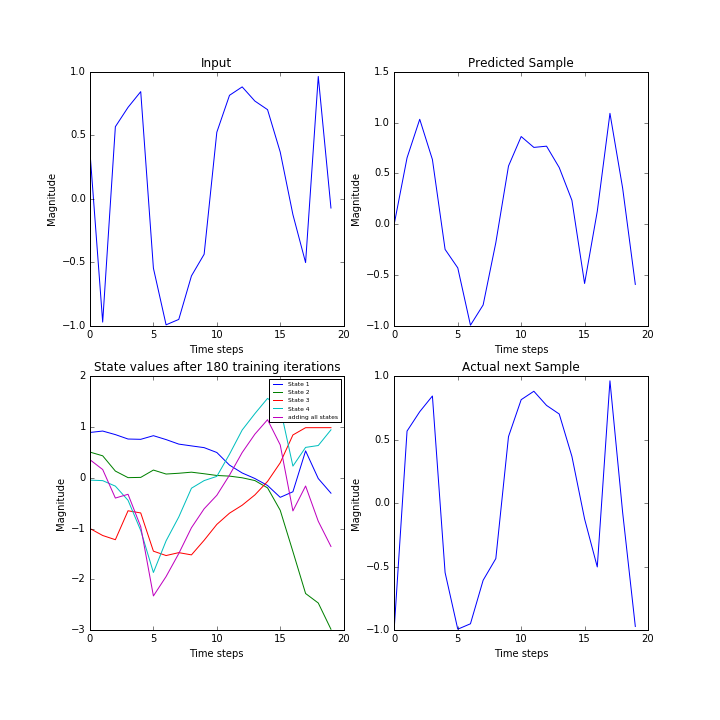 Input
1.0
0.5
0.0
−0.5
−1.0
0 5 10 15 20
Magnitude
Time steps
Predicted Sample
1.5
1.0
0.5
0.0
−0.5
−1.0
0 5 10 15 20
Magnitude
Time steps
State values after 180 training iterations
2
1
0
−1
−2
−3
0 5 10 15 20
Magnitude
Time steps
State 1
State 2
State 3
State 4
adding all states
Actual next Sample
1.0
0.5
0.0
−0.5
−1.0
0 5 10 15 20
Magnitude
Time steps